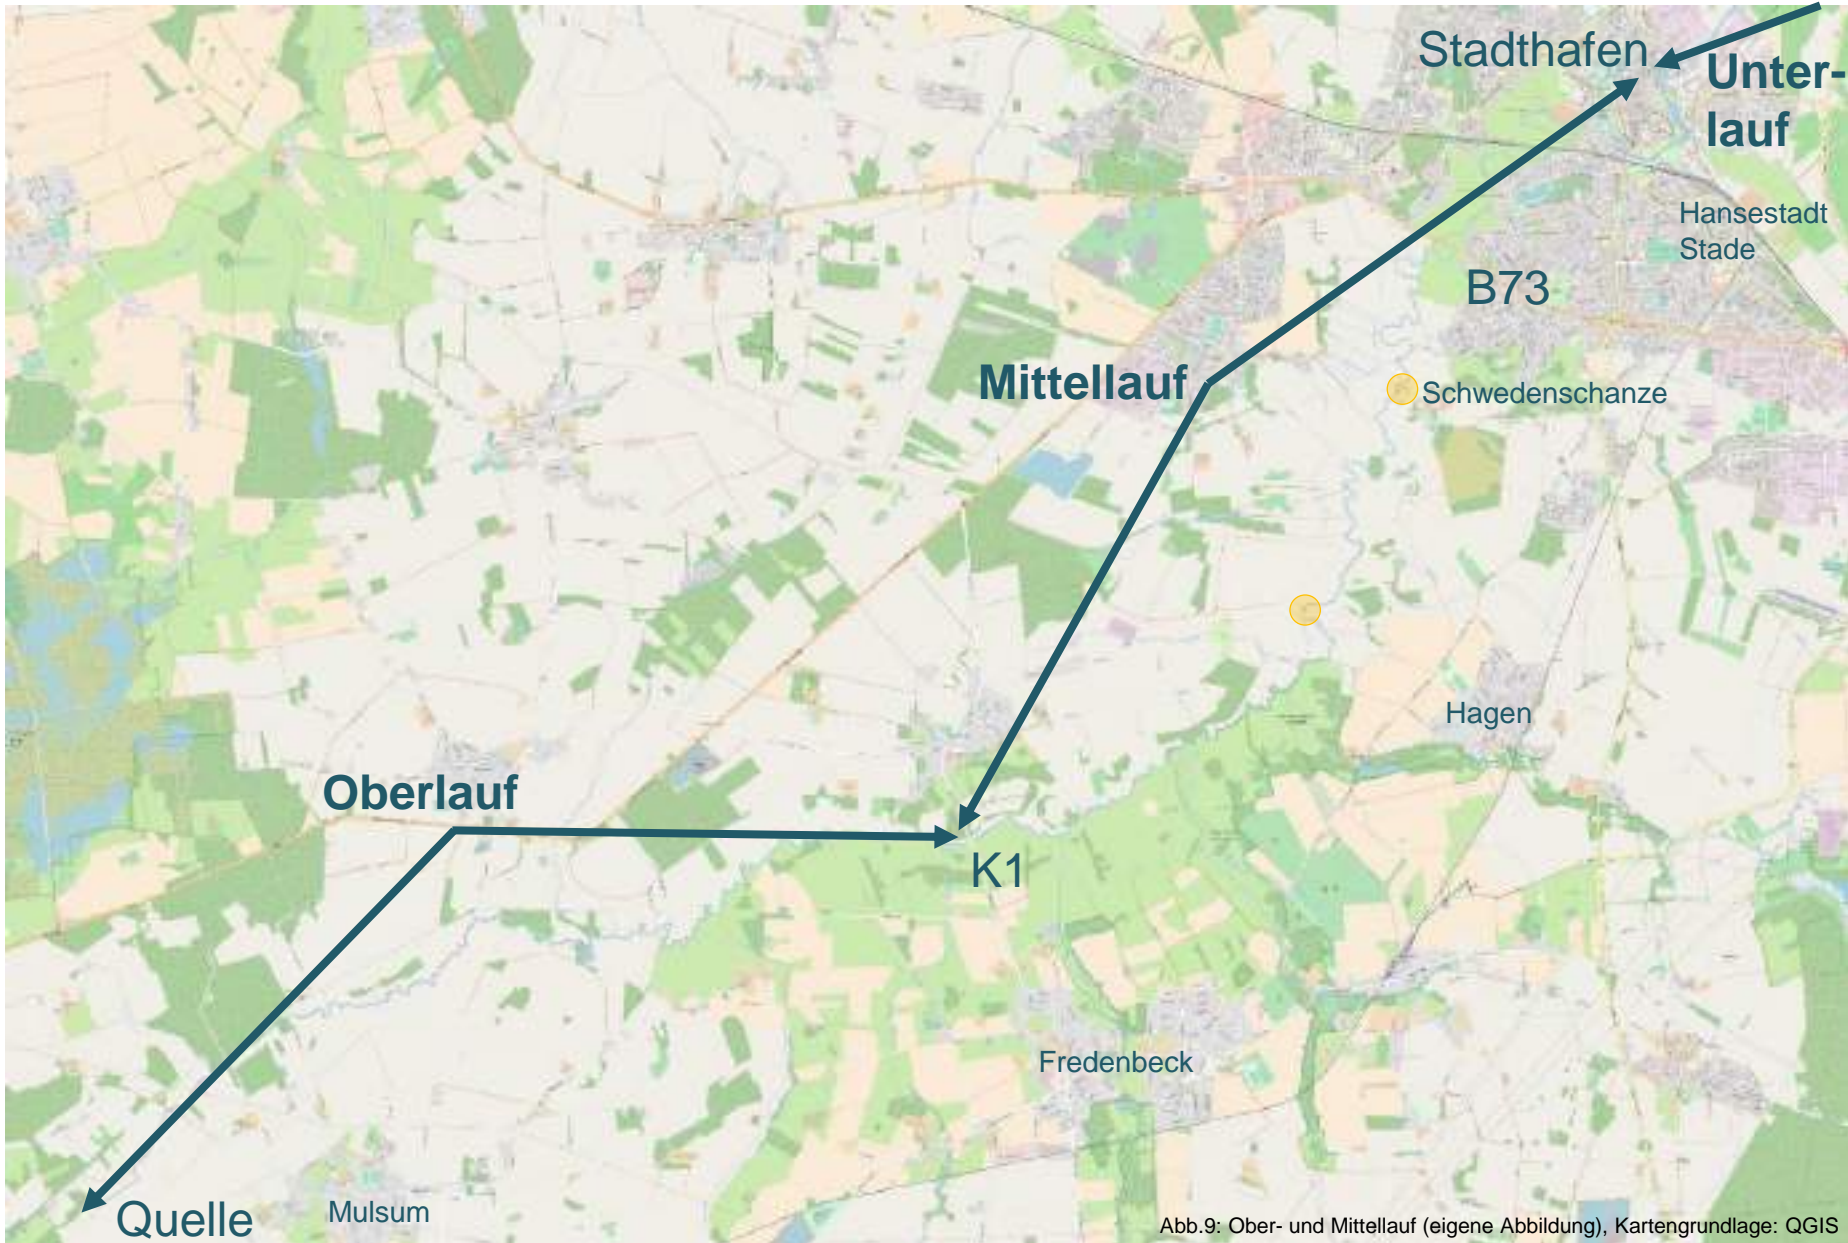 Stadthafen
Unter-
lauf
Hansestadt
Stade
B73
Mittellauf
Schwedenschanze
Hagen
Oberlauf
K1
Fredenbeck
Quelle
Mulsum
Abb.9: Ober- und Mittellauf (eigene Abbildung), Kartengrundlage: QGIS